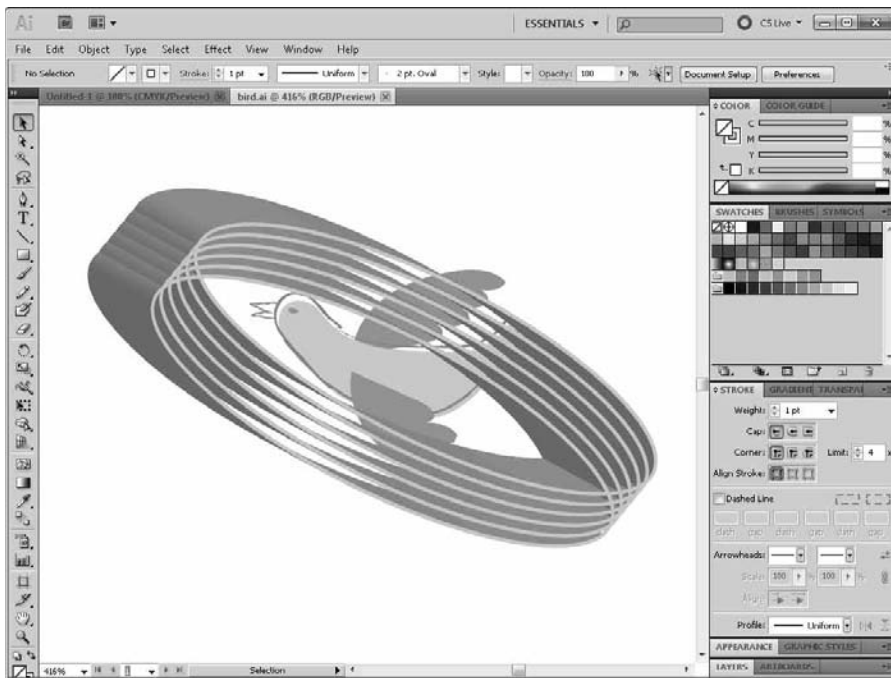 Ai Br ESSENTIALS CS Live
File Edit Object Type Select Effect View Window Help
No Selection Stroke: 1 pt Uniform 2 pt. Oval Style: Opacity: 100 % Document Setup Preferences
Untitled-1 @ 100% (CMYK/Preview) bird.ai @ 416% (RGB/Preview)
COLOR COLOR GUIDE
C %
M %
Y %
K %
SWATCHES BRUSHES SYMBOLS
STROKE GRADIENT TRANSPAI
Weight: 1 pt
Cap:
Corner: Limit: 4 x
Align Stroke:
Dashed Line
dash gap dash gap dash gap
Arrowheads:
Scale: 100 % 100 %
Align:
Profile: Uniform
APPEARANCE GRAPHIC STYLES
LAYERS ARTBOARDS
416% 1 Selection